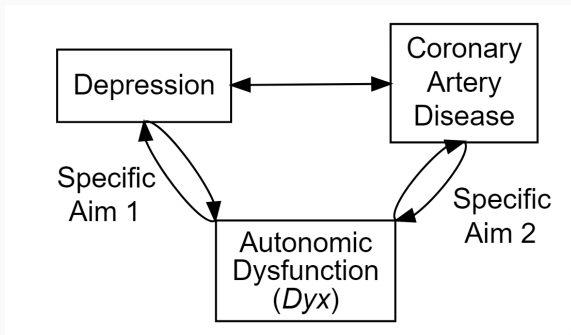 Depression
Coronary
Artery
Disease
Specific
Aim 1
Specific
Aim 2
Autonomic
Dysfunction
(Dyx)